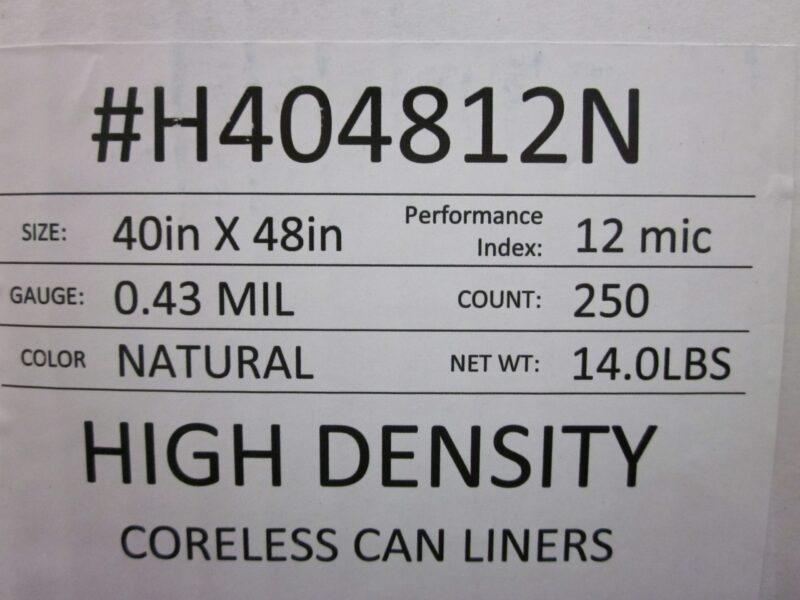 #H404812N
SIZE: 40in X 48in Performance Index: 12 mic
GAUGE: 0.43 MIL COUNT: 250
COLOR NATURAL NET WT: 14.0LBS
HIGH DENSITY
CORELESS CAN LINERS